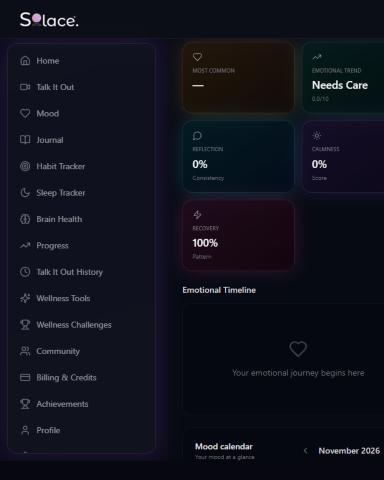 Solace.
Home
Talk It Out
Mood
Journal
Habit Tracker
Sleep Tracker
Brain Health
Progress
Talk It Out History
Wellness Tools
Wellness Challenges
Community
Billing & Credits
Achievements
Profile
MOST COMMON
—
EMOTIONAL TREND
Needs Care
0.0/10
REFLECTION
0%
Consistency
CALMNESS
0%
Score
RECOVERY
100%
Pattern
Emotional Timeline
Your emotional journey begins here
Mood calendar
Your mood at a glance
November 2026